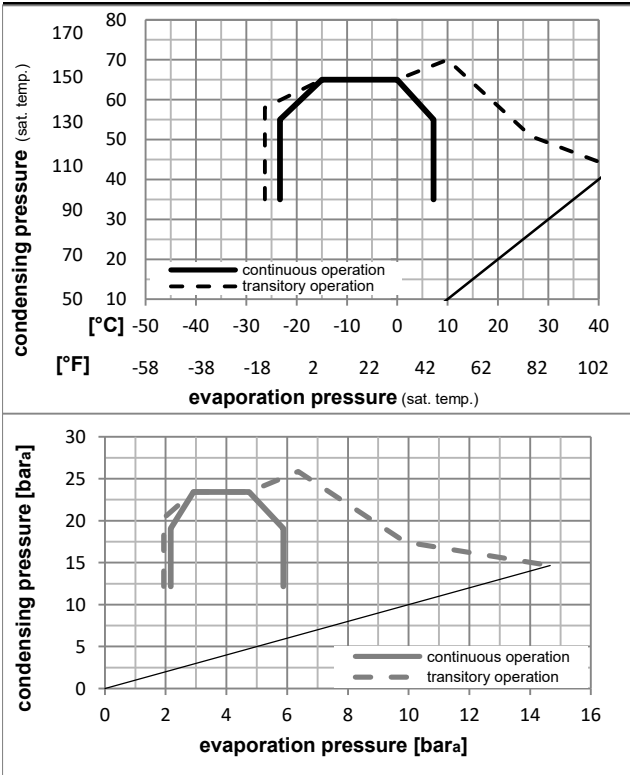 condensing pressure (sat. temp.)
170
150
130
110
90
70
50
80
70
60
50
40
30
20
10
continuous operation
transitory operation
[°C] -50 -40 -30 -20 -10 0 10 20 30 40
[°F] -58 -38 -18 2 22 42 62 82 102
evaporation pressure (sat. temp.)
condensing pressure [bara]
30
25
20
15
10
5
0
continuous operation
transitory operation
0 2 4 6 8 10 12 14 16
evaporation pressure [bara]